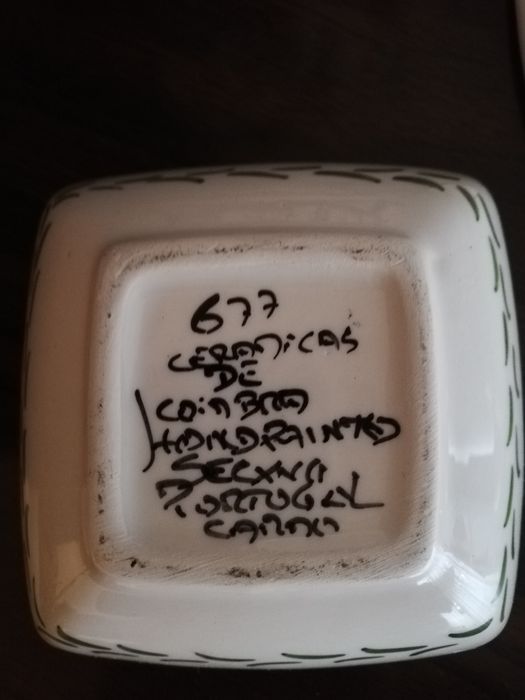 677
CERAMICAS
DE
COIMBRA
HANDPAINTED
PORTUGAL